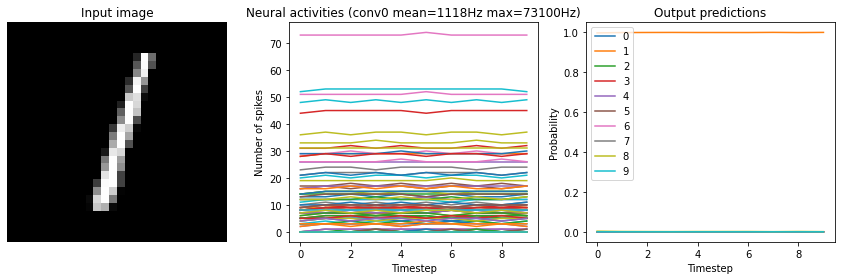 Input image
Neural activities (conv0 mean=1118Hz max=73100Hz)
Output predictions
Number of spikes
70
60
50
40
30
20
10
0
0 2 4 6 8
Timestep
Probability
1.0
0.8
0.6
0.4
0.2
0.0
0
1
2
3
4
5
6
7
8
9
0 2 4 6 8
Timestep